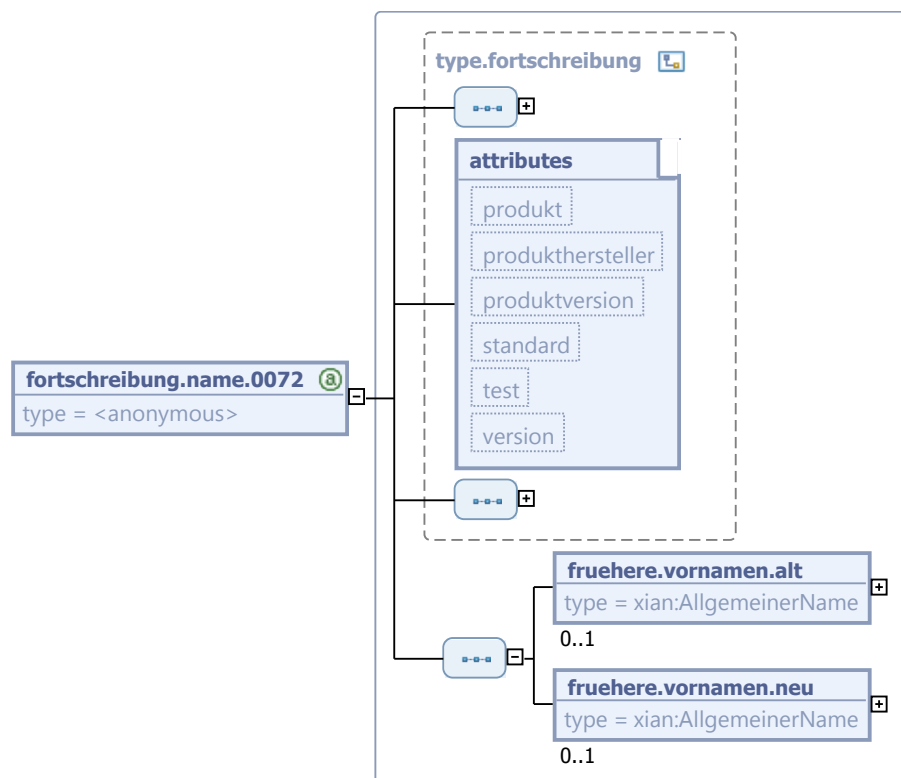 type.fortschreibung
attributes
produkt
produkthersteller
produktversion
standard
test
version
fortschreibung.name.0072 a
type = <anonymous>
fruehere.vornamen.alt
type = xian:AllgemeinerName
0..1
fruehere.vornamen.neu
type = xian:AllgemeinerName
0..1